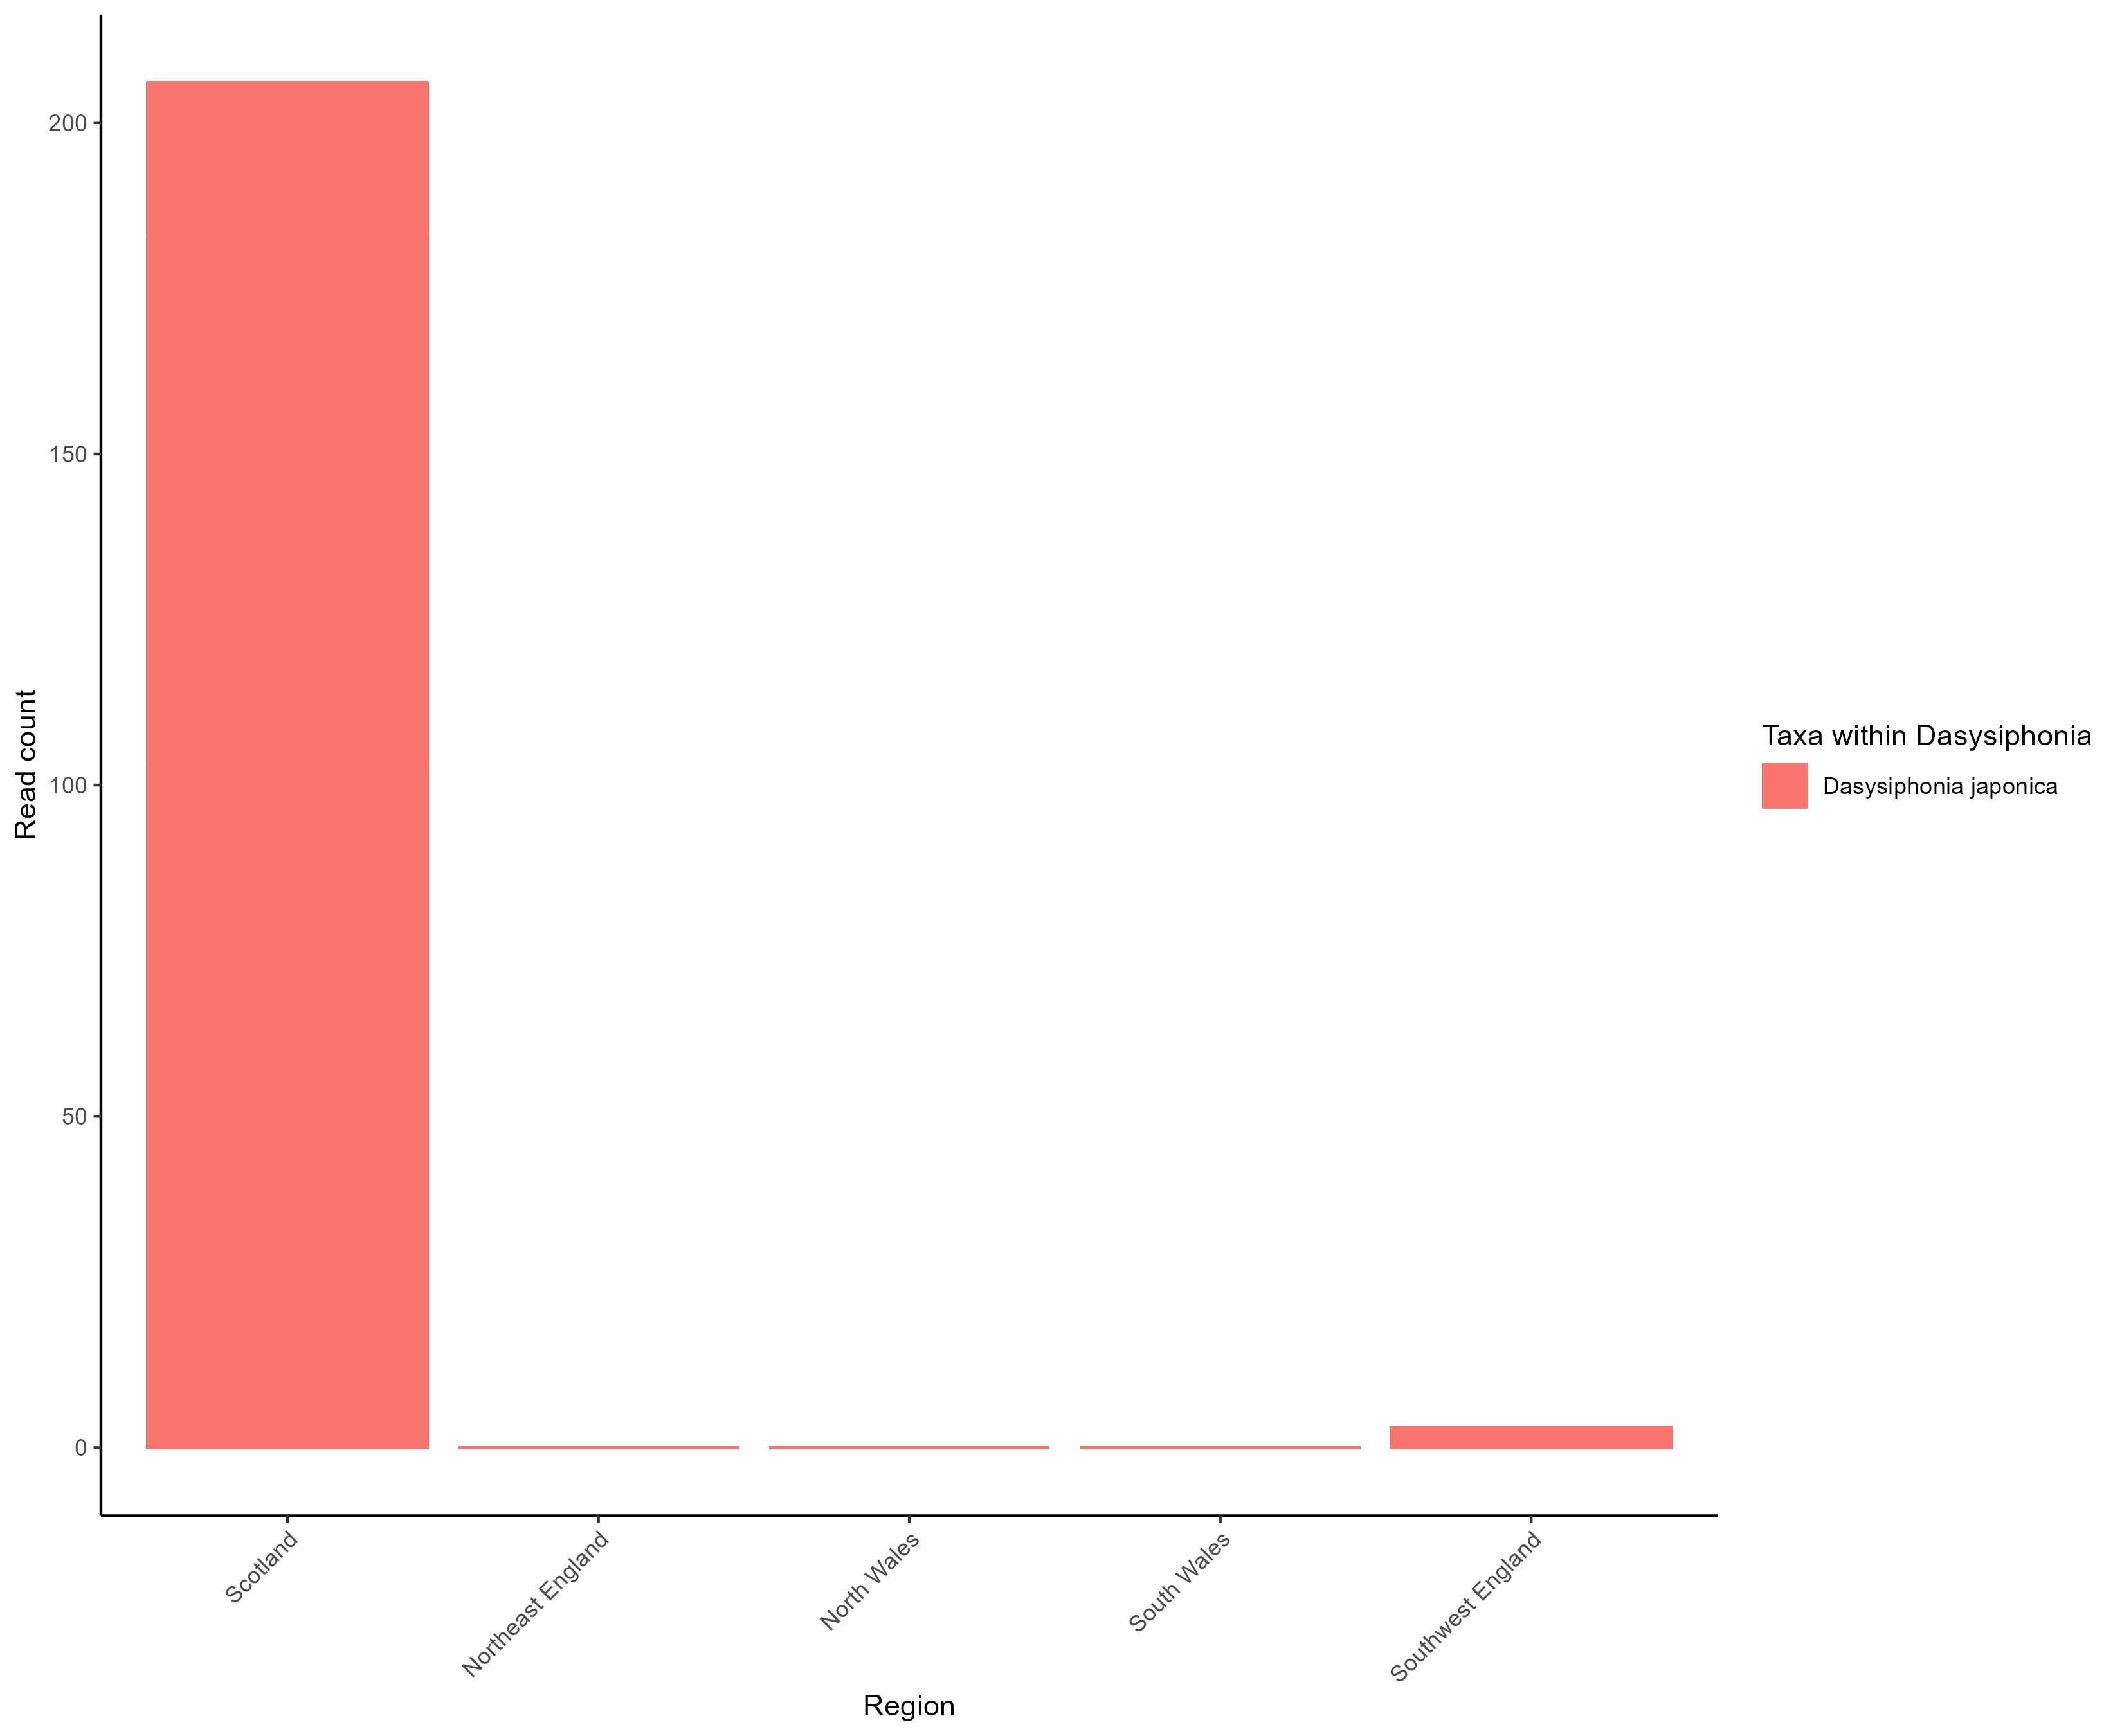 Read count
200
150
100
50
0
Scotland
Northeast England
North Wales
South Wales
Southwest England
Region
Taxa within Dasysiphonia
Dasysiphonia japonica